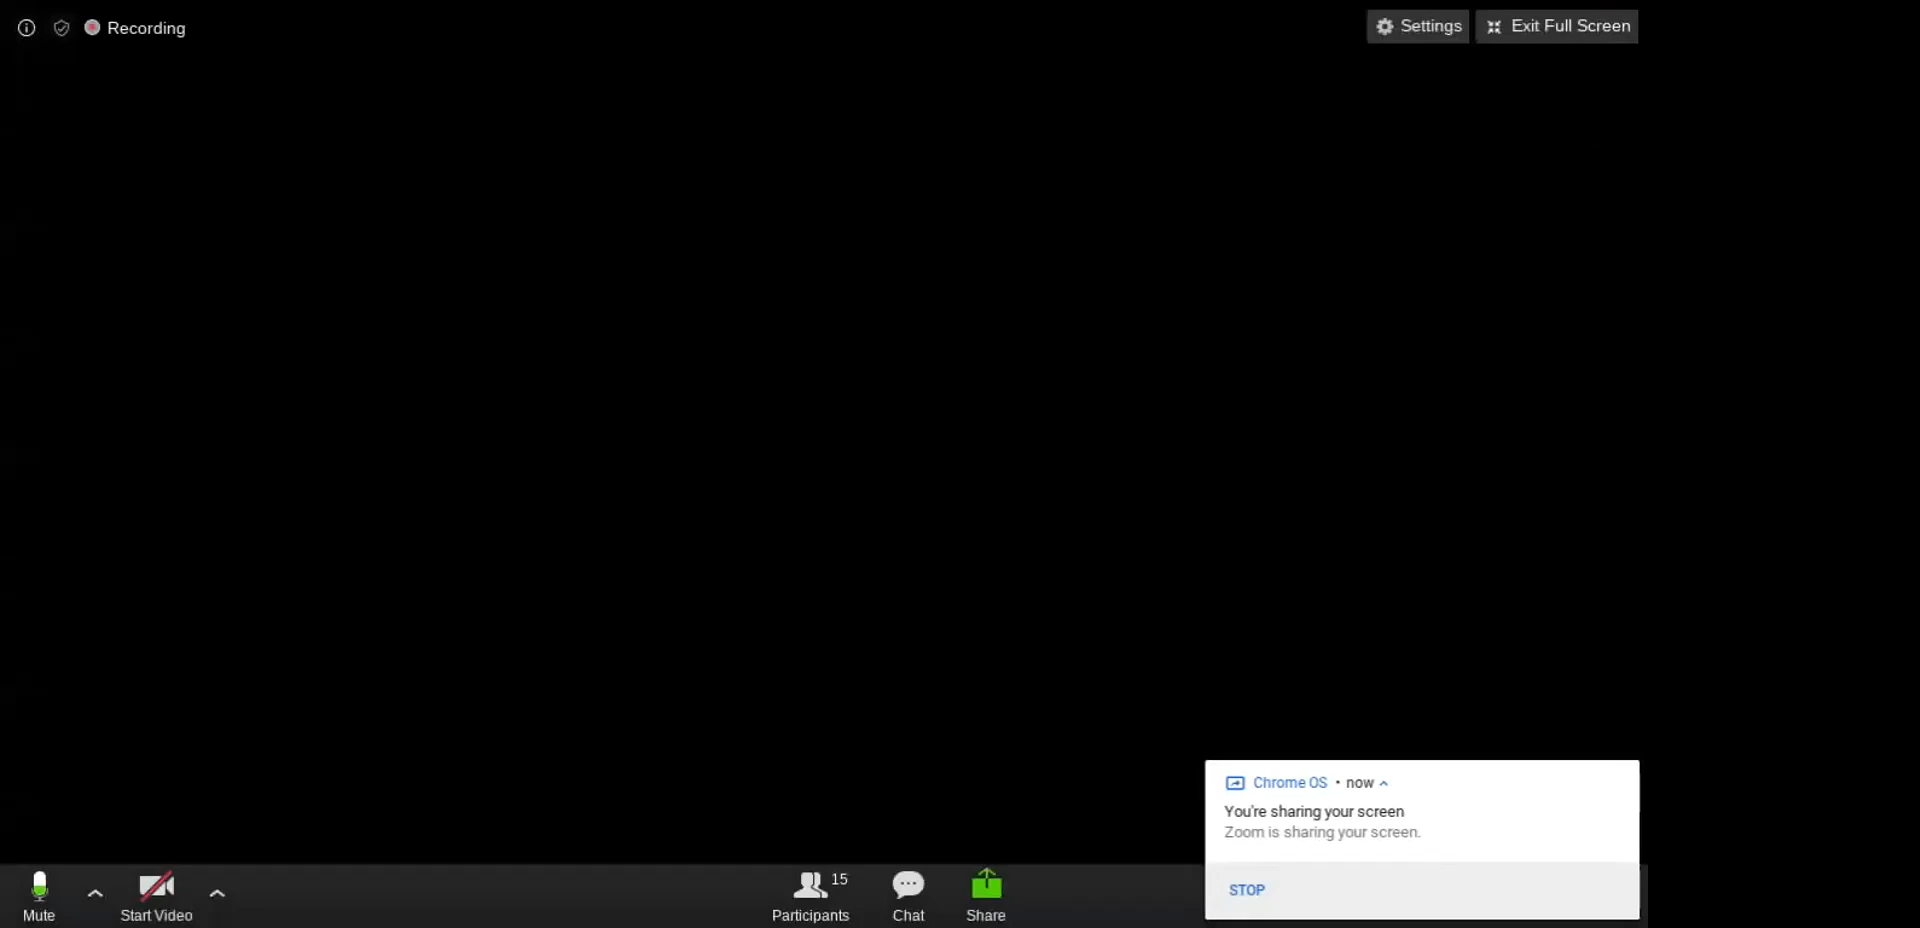 Recording
Settings
Exit Full Screen
Chrome OS • now
You're sharing your screen
Zoom is sharing your screen.
STOP
Mute
Start Video
15
Participants
Chat
Share